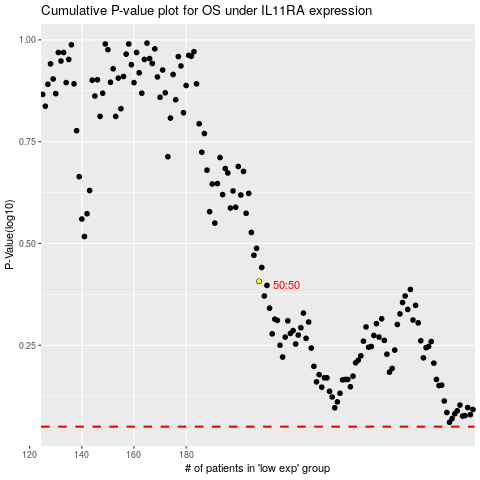 Cumulative P-value plot for OS under IL11RA expression
1.00
0.75
0.50
0.25
P-Value(log10)
50:50
120 140 160 180
# of patients in 'low exp' group